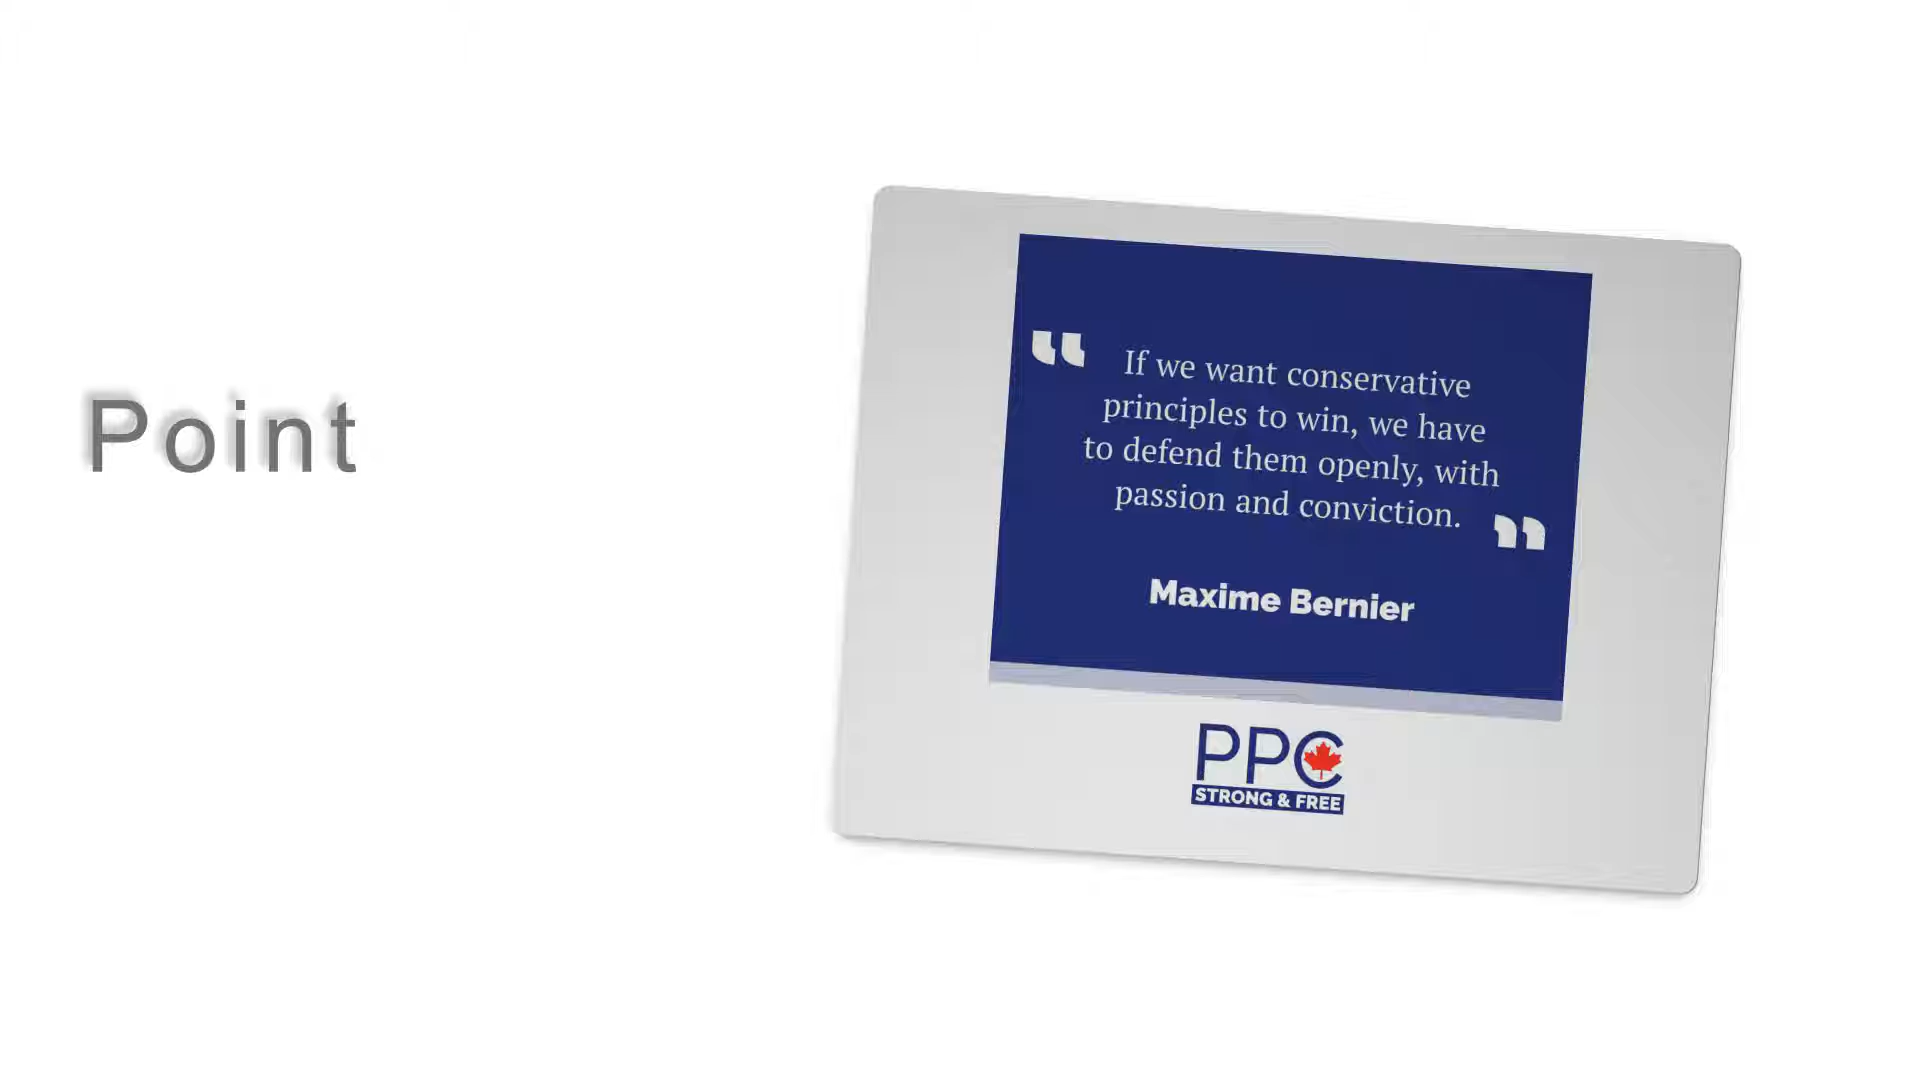 Point
“ If we want conservative
principles to win, we have
to defend them openly, with
passion and conviction. ”
Maxime Bernier
PPC
STRONG & FREE